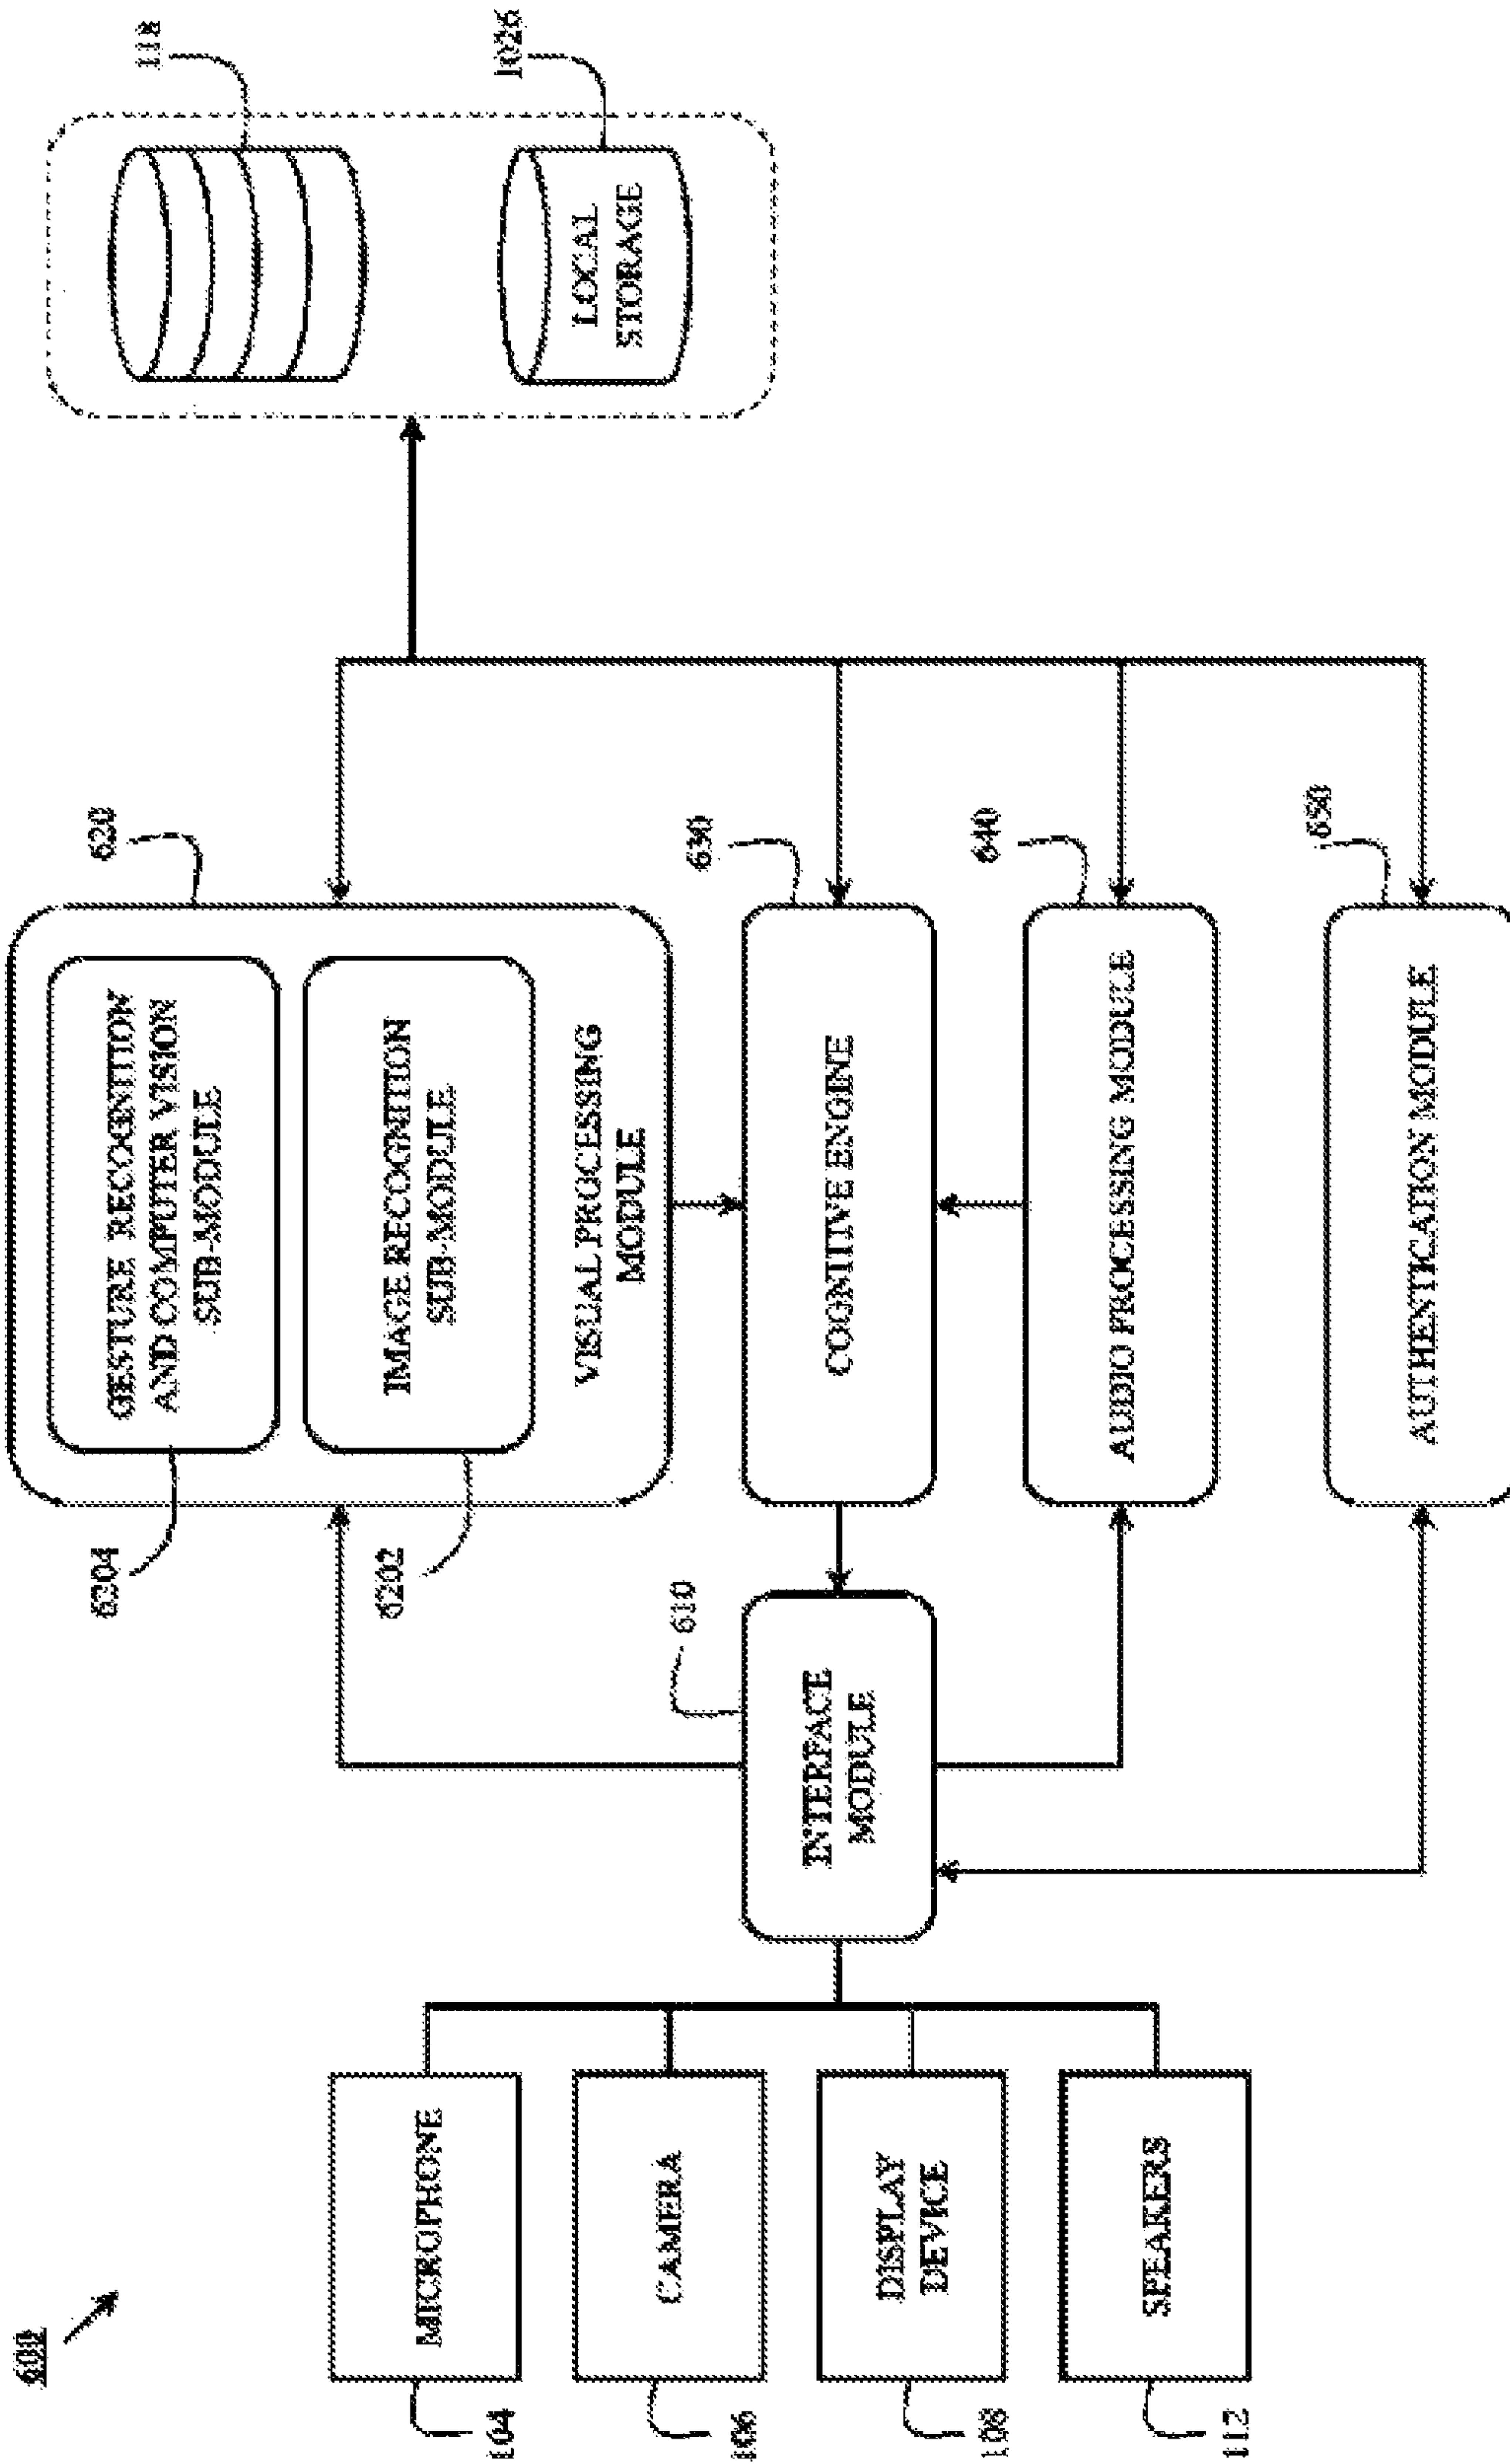 600
MICROPHONE
104
CAMERA
106
DISPLAY
DEVICE
108
SPEAKERS
112
INTERFACE
MODULE
610
GESTURE RECOGNITION
AND COMPUTER VISION
SUB-MODULE
6204
IMAGE RECOGNITION
SUB-MODULE
6202
VISUAL PROCESSING
MODULE
620
COGNITIVE ENGINE
630
AUDIO PROCESSING MODULE
640
AUTHENTICATION MODULE
650
118
LOCAL
STORAGE
1026